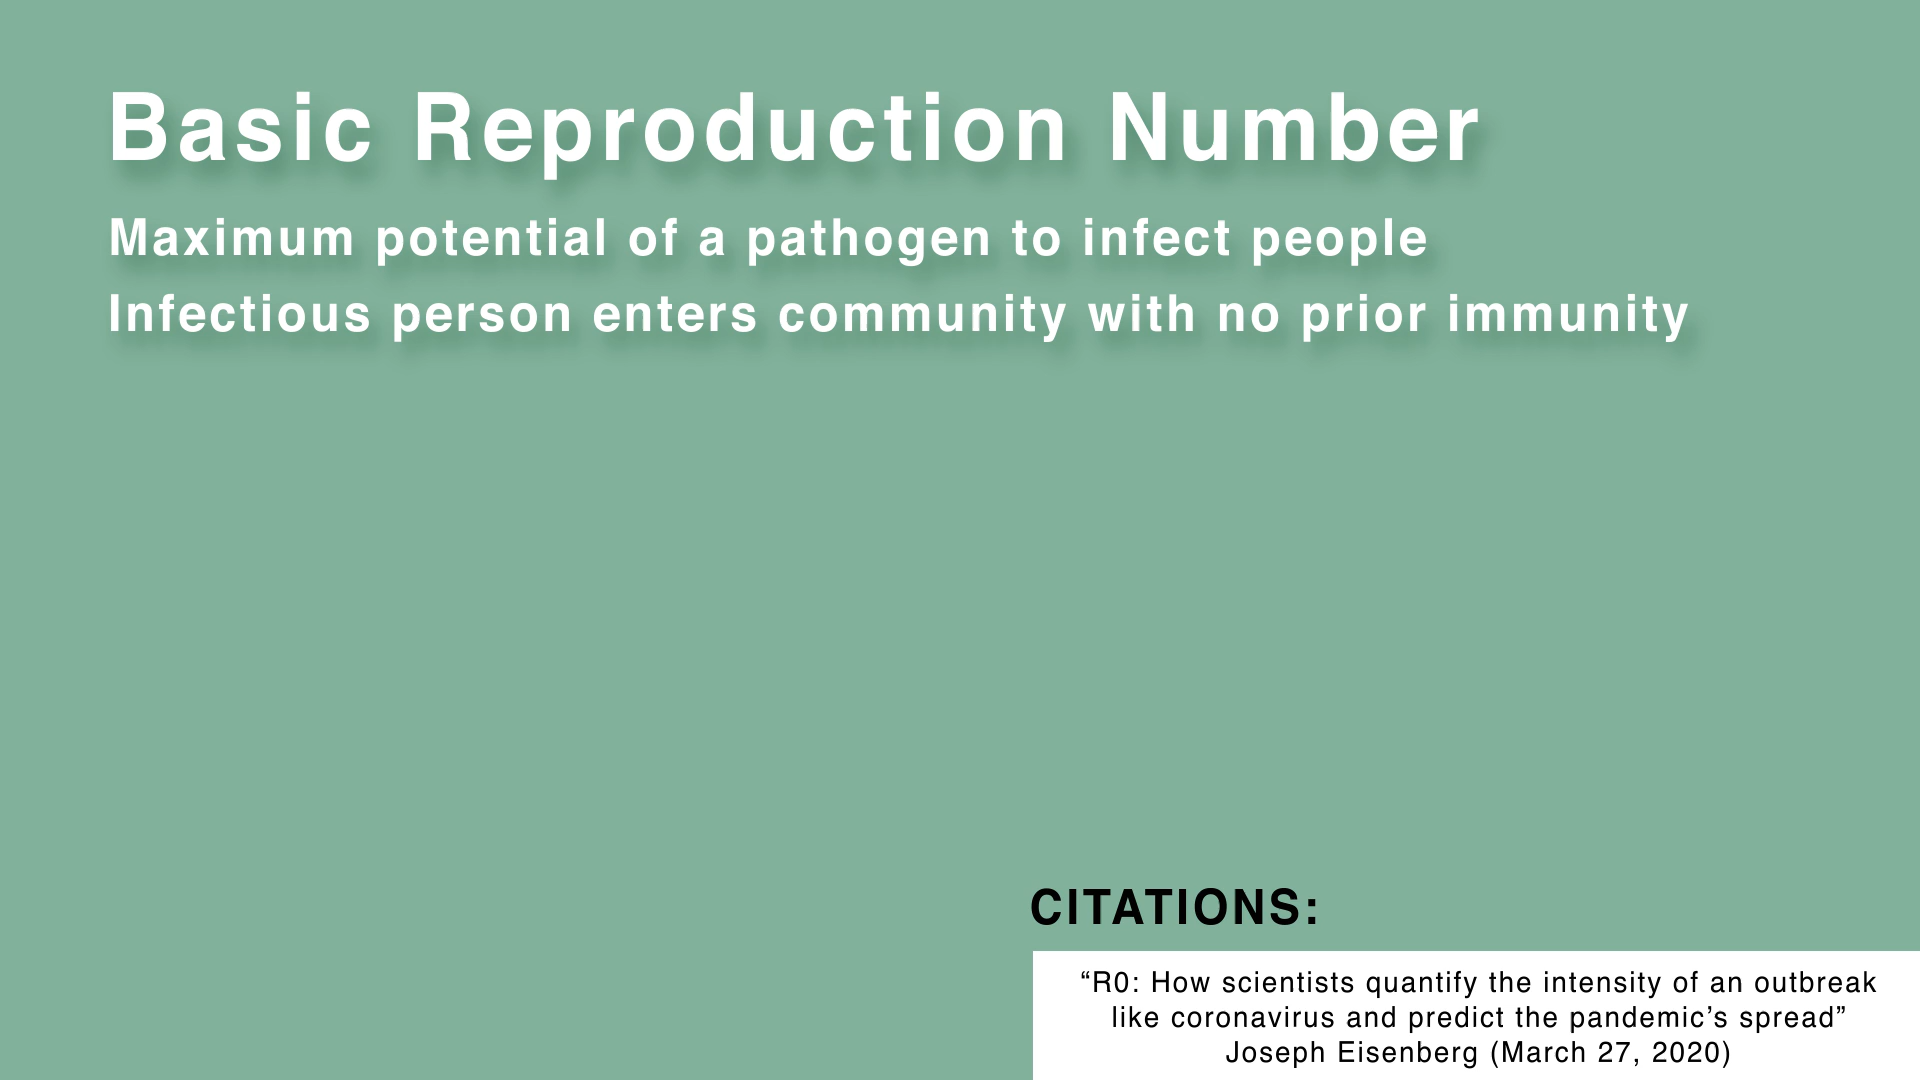 Basic Reproduction Number
Maximum potential of a pathogen to infect people
Infectious person enters community with no prior immunity
CITATIONS:
“R0: How scientists quantify the intensity of an outbreak
like coronavirus and predict the pandemic’s spread”
Joseph Eisenberg (March 27, 2020)